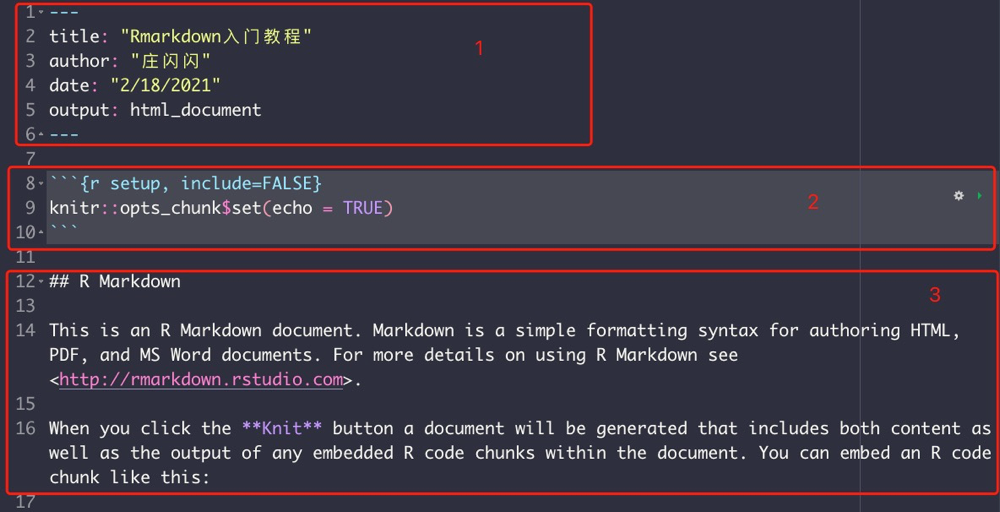 1 ---
2 title: "Rmarkdown入门教程"
1
3 author: "庄闪闪"
4 date: "2/18/2021"
5 output: html_document
6 ---
7
8 ```{r setup, include=FALSE}
9 knitr::opts_chunk$set(echo = TRUE)
2
10 ```
11
12 ## R Markdown
3
13
14 This is an R Markdown document. Markdown is a simple formatting syntax for authoring HTML,
PDF, and MS Word documents. For more details on using R Markdown see
<http://rmarkdown.rstudio.com>.
15
16 When you click the **Knit** button a document will be generated that includes both content as
well as the output of any embedded R code chunks within the document. You can embed an R code
chunk like this:
17